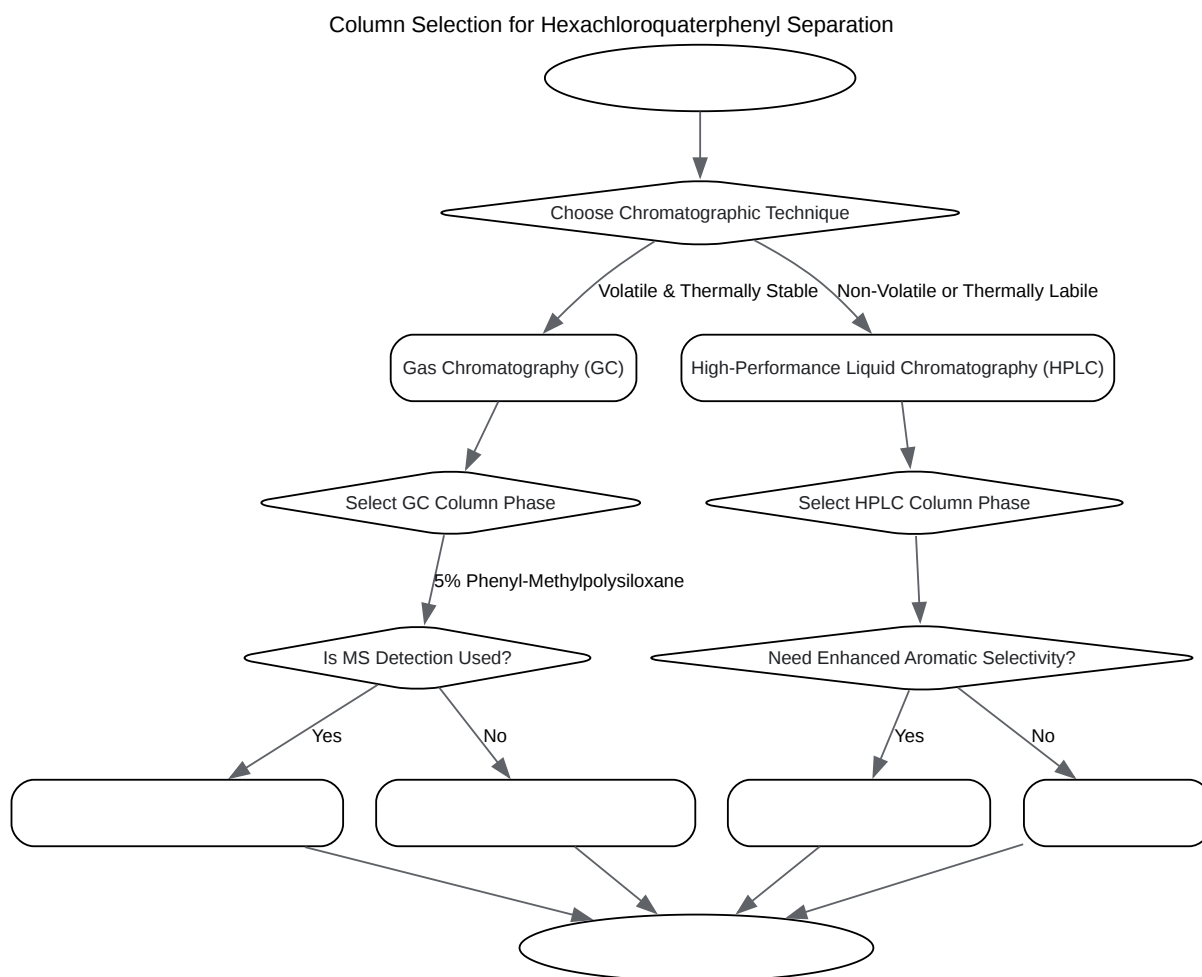 Column Selection for Hexachloroquaterphenyl Separation
Choose Chromatographic Technique
Volatile & Thermally Stable
Non-Volatile or Thermally Labile
Gas Chromatography (GC)
High-Performance Liquid Chromatography (HPLC)
Select GC Column Phase
Select HPLC Column Phase
5% Phenyl-Methylpolysiloxane
Is MS Detection Used?
Need Enhanced Aromatic Selectivity?
Yes
No
Yes
No